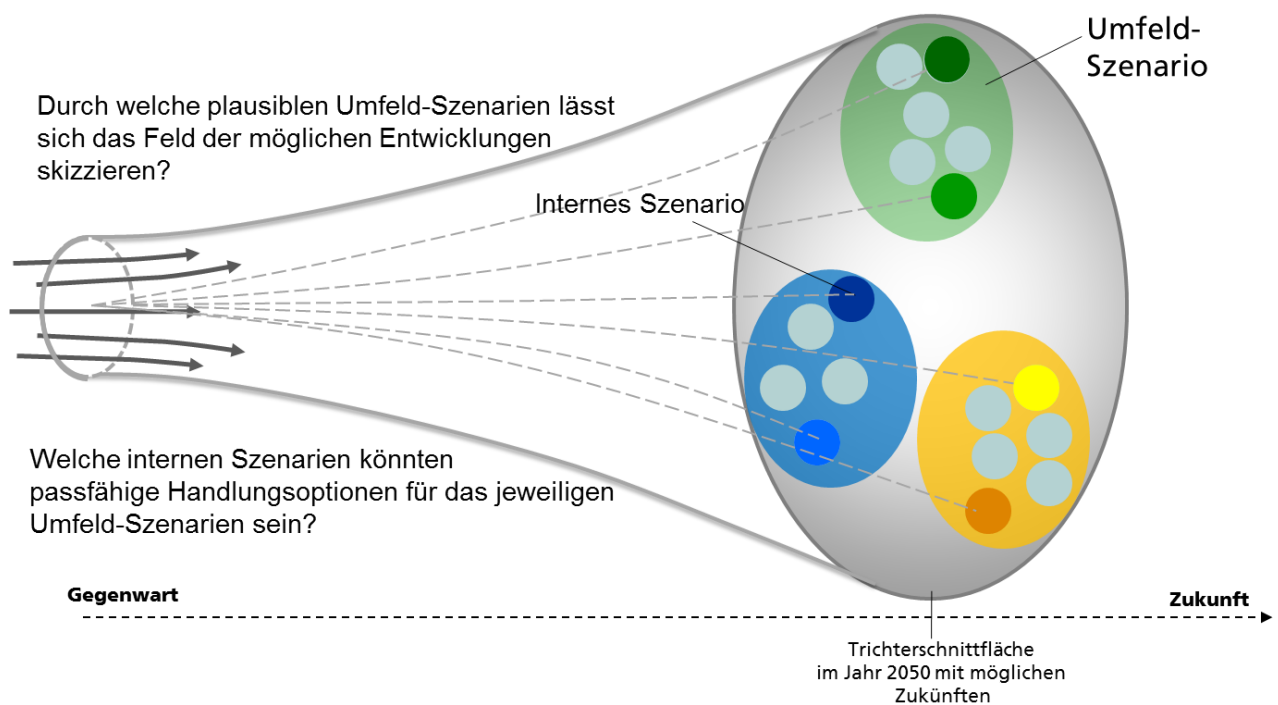 Umfeld-
Szenario
Durch welche plausiblen Umfeld-Szenarien lässt
sich das Feld der möglichen Entwicklungen
skizzieren?
Internes Szenario
Welche internen Szenarien könnten
passfähige Handlungsoptionen für das jeweiligen
Umfeld-Szenarien sein?
Gegenwart
Zukunft
Trichterschnittfläche
im Jahr 2050 mit möglichen
Zukünften